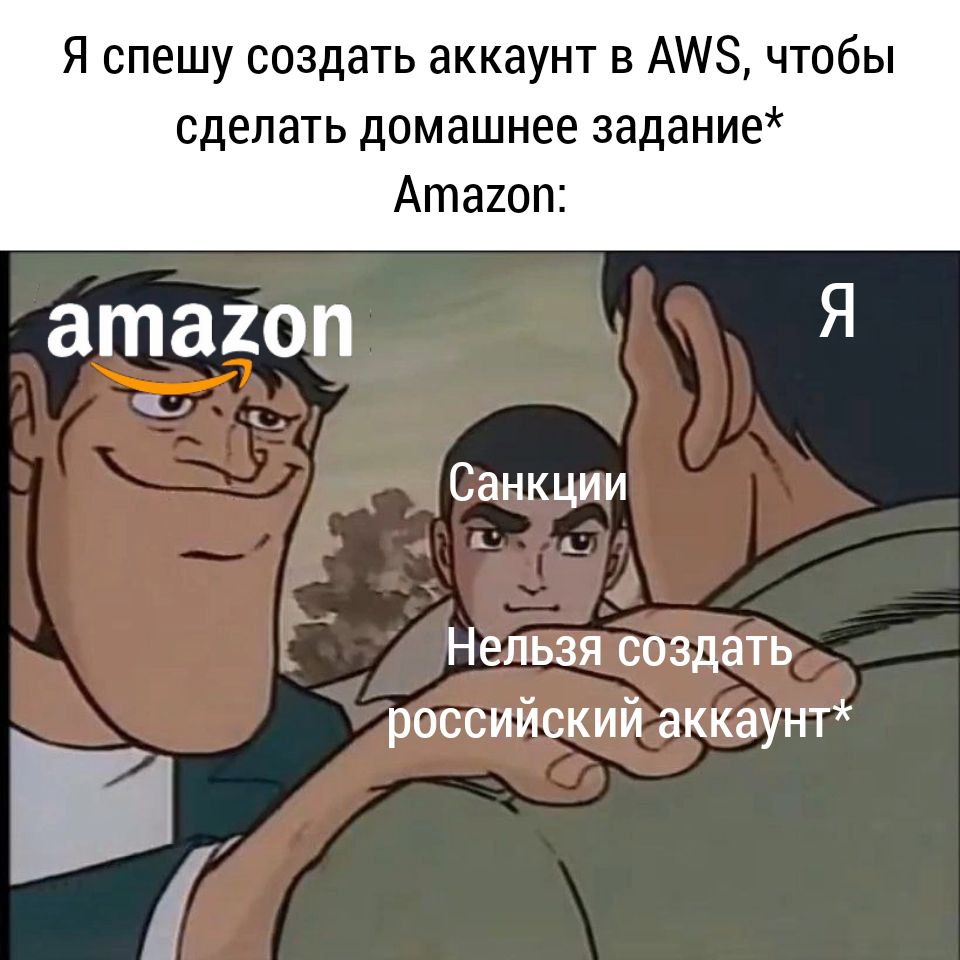 Я спешу создать аккаунт в AWS, чтобы
сделать домашнее задание*
Amazon:
amazon
Я
Санкции
Нельзя создать
российский аккаунт*